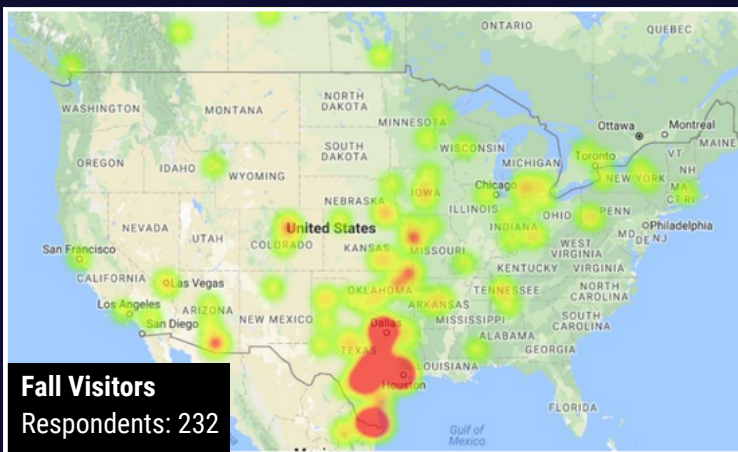 ONTARIO
QUEBEC
WASHINGTON
MONTANA
NORTH
DAKOTA
MINNESOTA
Ottawa
Montreal
MAINE
OREGON
IDAHO
WYOMING
SOUTH
DAKOTA
WISCONSIN
MICHIGAN
Toronto
VT
NH
NEW YORK
MA
CT RI
NEBRASKA
IOWA
Chicago
ILLINOIS
INDIANA
OHIO
PENN
Philadelphia
MD
DE
NJ
NEVADA
UTAH
COLORADO
United States
KANSAS
MISSOURI
WEST
VIRGINIA
KENTUCKY
VIRGINIA
San Francisco
CALIFORNIA
Las Vegas
Los Angeles
San Diego
ARIZONA
NEW MEXICO
OKLAHOMA
ARKANSAS
TENNESSEE
NORTH
CAROLINA
MISSISSIPPI
SOUTH
CAROLINA
Dallas
TEXAS
LOUISIANA
ALABAMA
GEORGIA
Houston
FLORIDA
Gulf of
Mexico
Fall Visitors
Respondents: 232